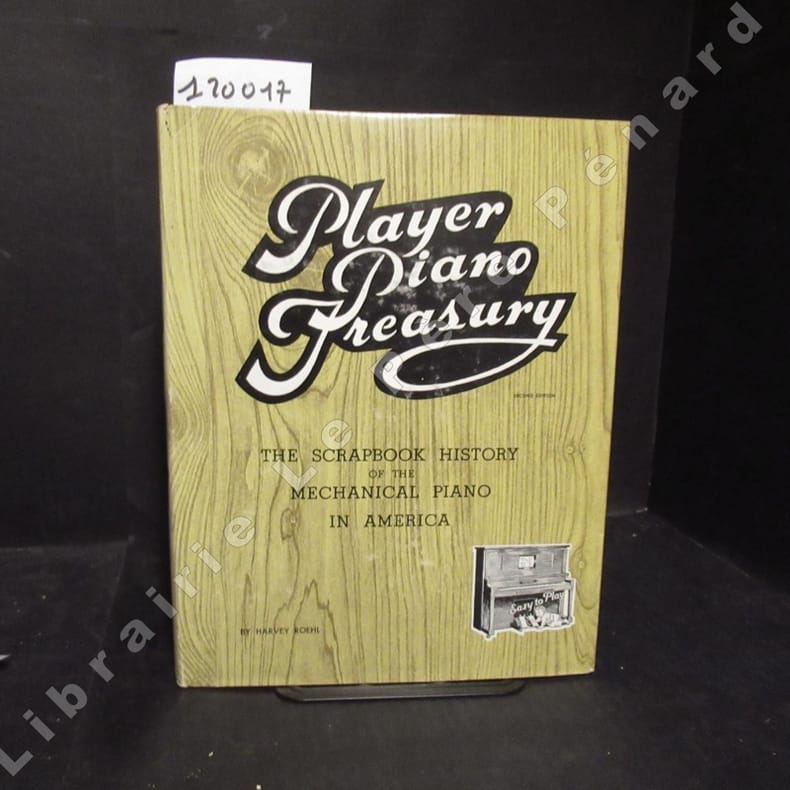 120017
Player
Piano
Treasury
SECOND EDITION
THE SCRAPBOOK HISTORY
OF THE
MECHANICAL PIANO
IN AMERICA
Easy to Play
BY HARVEY ROEHL
Librairie Le Père Pénard